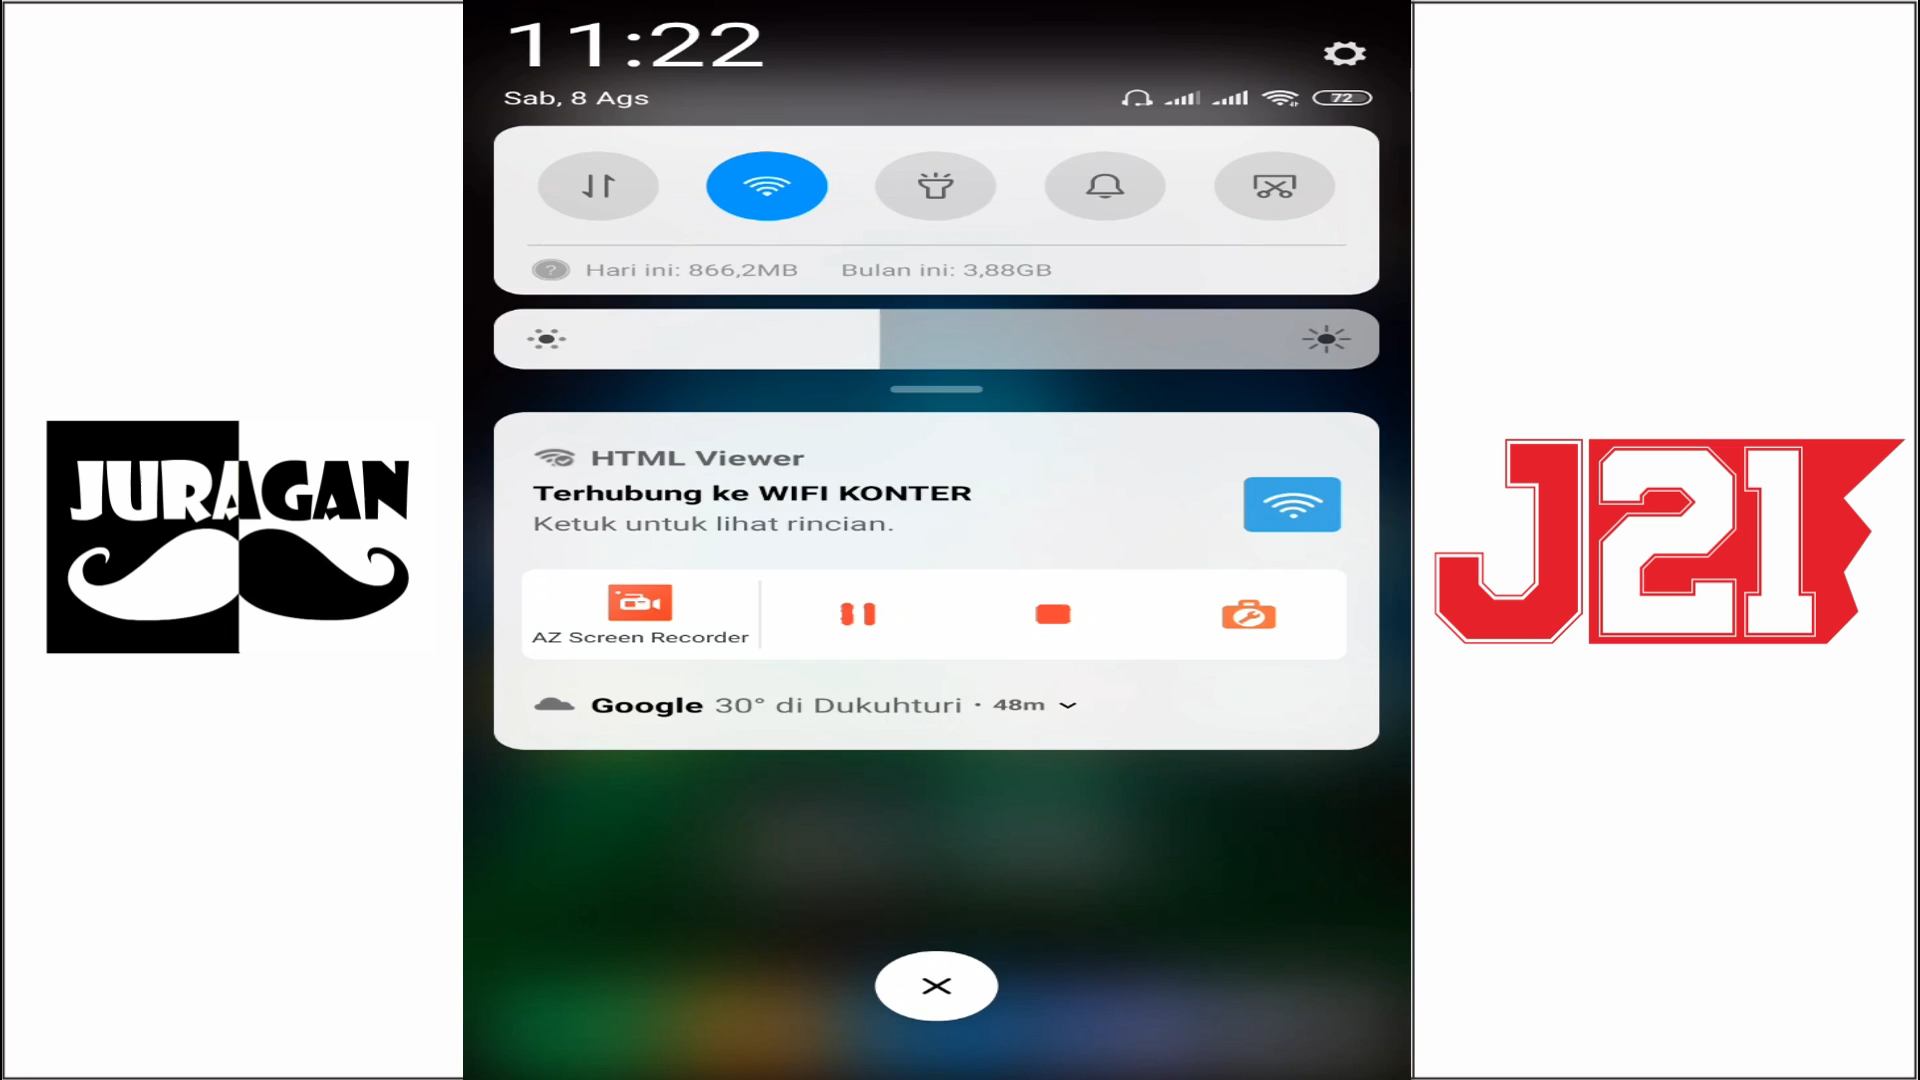 11:22
Sab, 8 Ags
72
Hari ini: 866,2MB Bulan ini: 3,88GB
HTML Viewer
Terhubung ke WIFI KONTER
Ketuk untuk lihat rincian.
AZ Screen Recorder
Google 30° di Dukuhturi · 48m
JURAGAN
J21